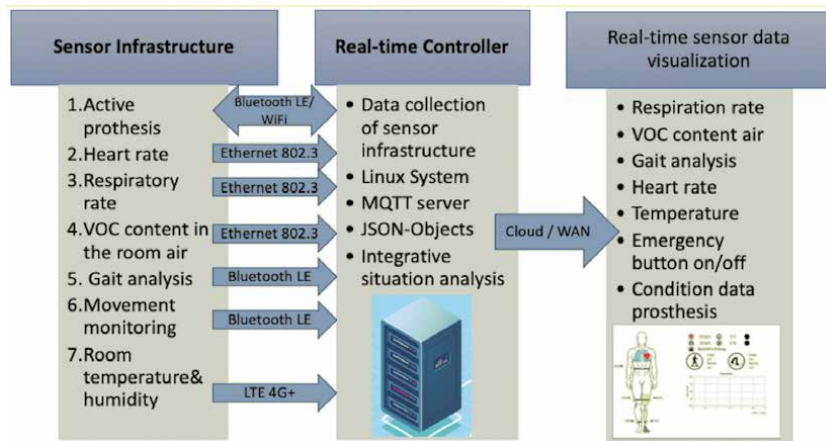 Sensor Infrastructure
1.Active
prothesis
2.Heart rate
3.Respiratory
rate
4.VOC content in
the room air
5. Gait analysis
6.Movement
monitoring
7.Room
temperature&
humidity
Bluetooth LE/
WiFi
Ethernet 802.3
Ethernet 802.3
Ethernet 802.3
Bluetooth LE
Bluetooth LE
LTE 4G+
Real-time Controller
• Data collection
of sensor
infrastructure
• Linux System
• MQTT server
• JSON-Objects
• Integrative
situation analysis
Cloud / WAN
Real-time sensor data
visualization
• Respiration rate
• VOC content air
• Gait analysis
• Heart rate
• Temperature
• Emergency
button on/off
• Condition data
prosthesis